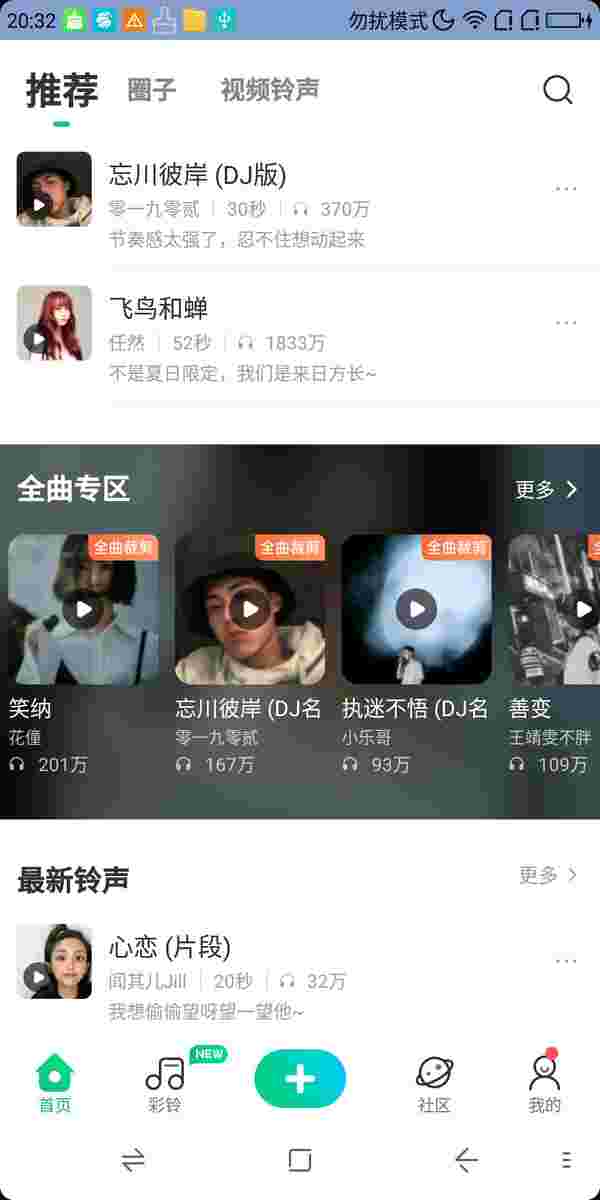 20:32 勿扰模式
推荐 圈子 视频铃声
忘川彼岸 (DJ版)
零一九零贰 30秒 370万
节奏感太强了，忍不住想动起来
飞鸟和蝉
任然 52秒 1833万
不是夏日限定，我们是来日方长~
全曲专区 更多
全曲裁剪 全曲裁剪 全曲裁剪 全
笑纳 忘川彼岸 (DJ名 执迷不悟 (DJ名 善变
花僮 零一九零贰 小乐哥 王靖雯不胖
201万 167万 93万 109万
最新铃声 更多
心恋 (片段)
闻其儿Jill 20秒 32万
我想偷偷望呀望一望他~
NEW
首页 彩铃 社区 我的